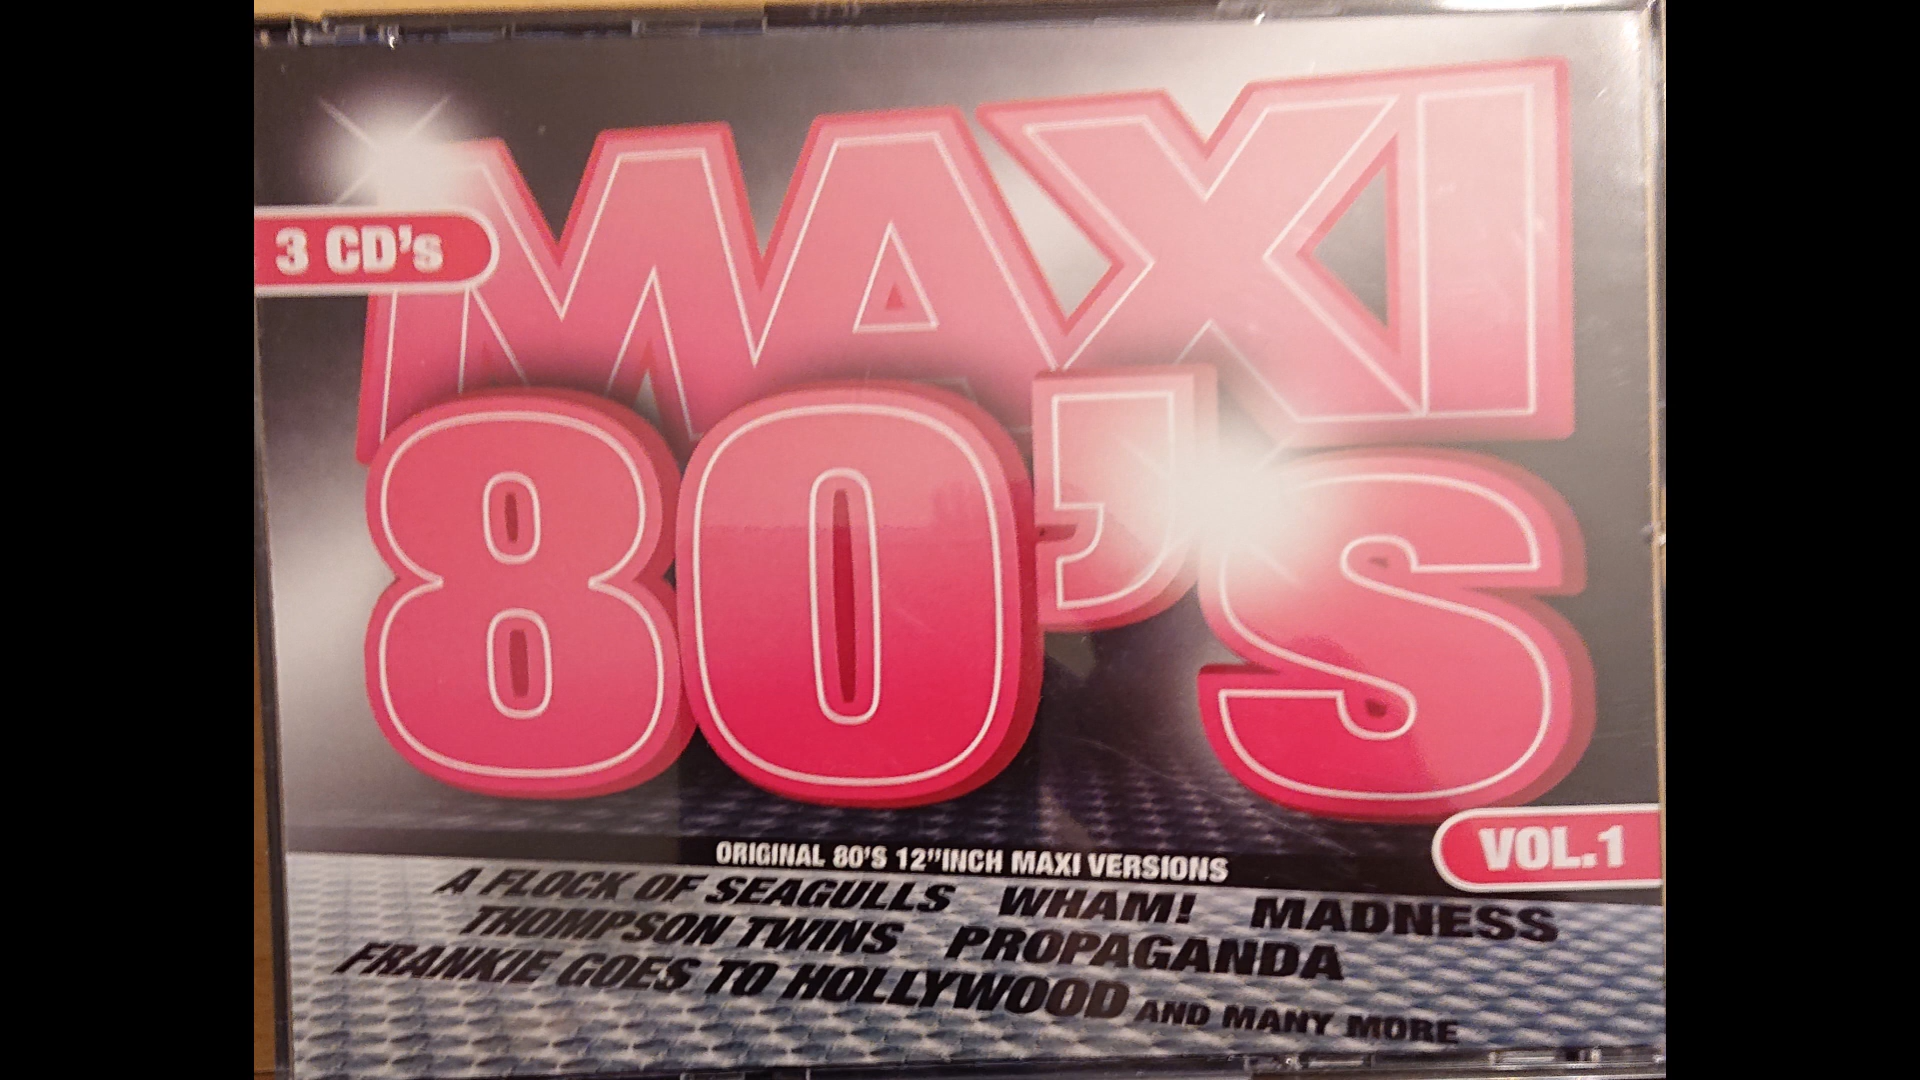 MAXI
3 CD's
80's
VOL.1
ORIGINAL 80'S 12"INCH MAXI VERSIONS
A FLOCK OF SEAGULLS WHAM! MADNESS
THOMPSON TWINS PROPAGANDA
FRANKIE GOES TO HOLLYWOOD AND MANY MORE